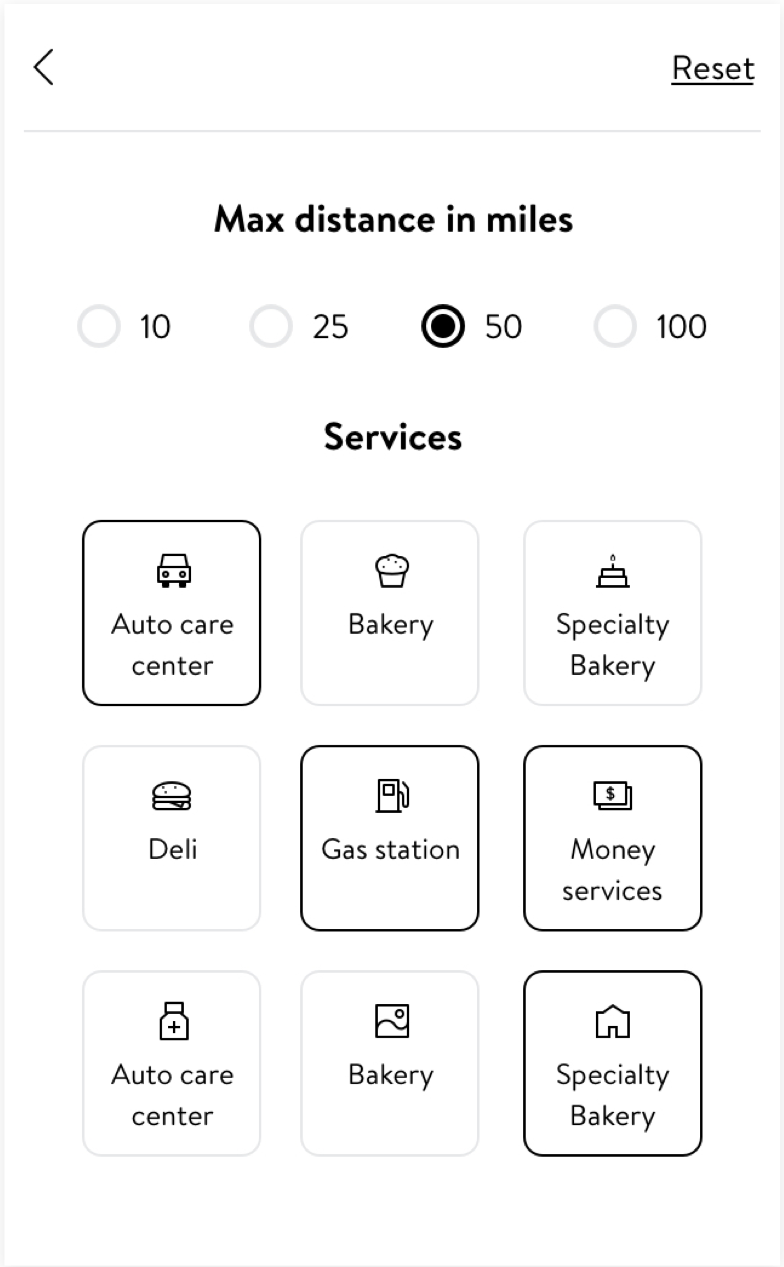 Reset
Max distance in miles
10 25 50 100
Services
Auto care center
Bakery
Specialty Bakery
Deli
Gas station
$
Money services
Auto care center
Bakery
Specialty Bakery